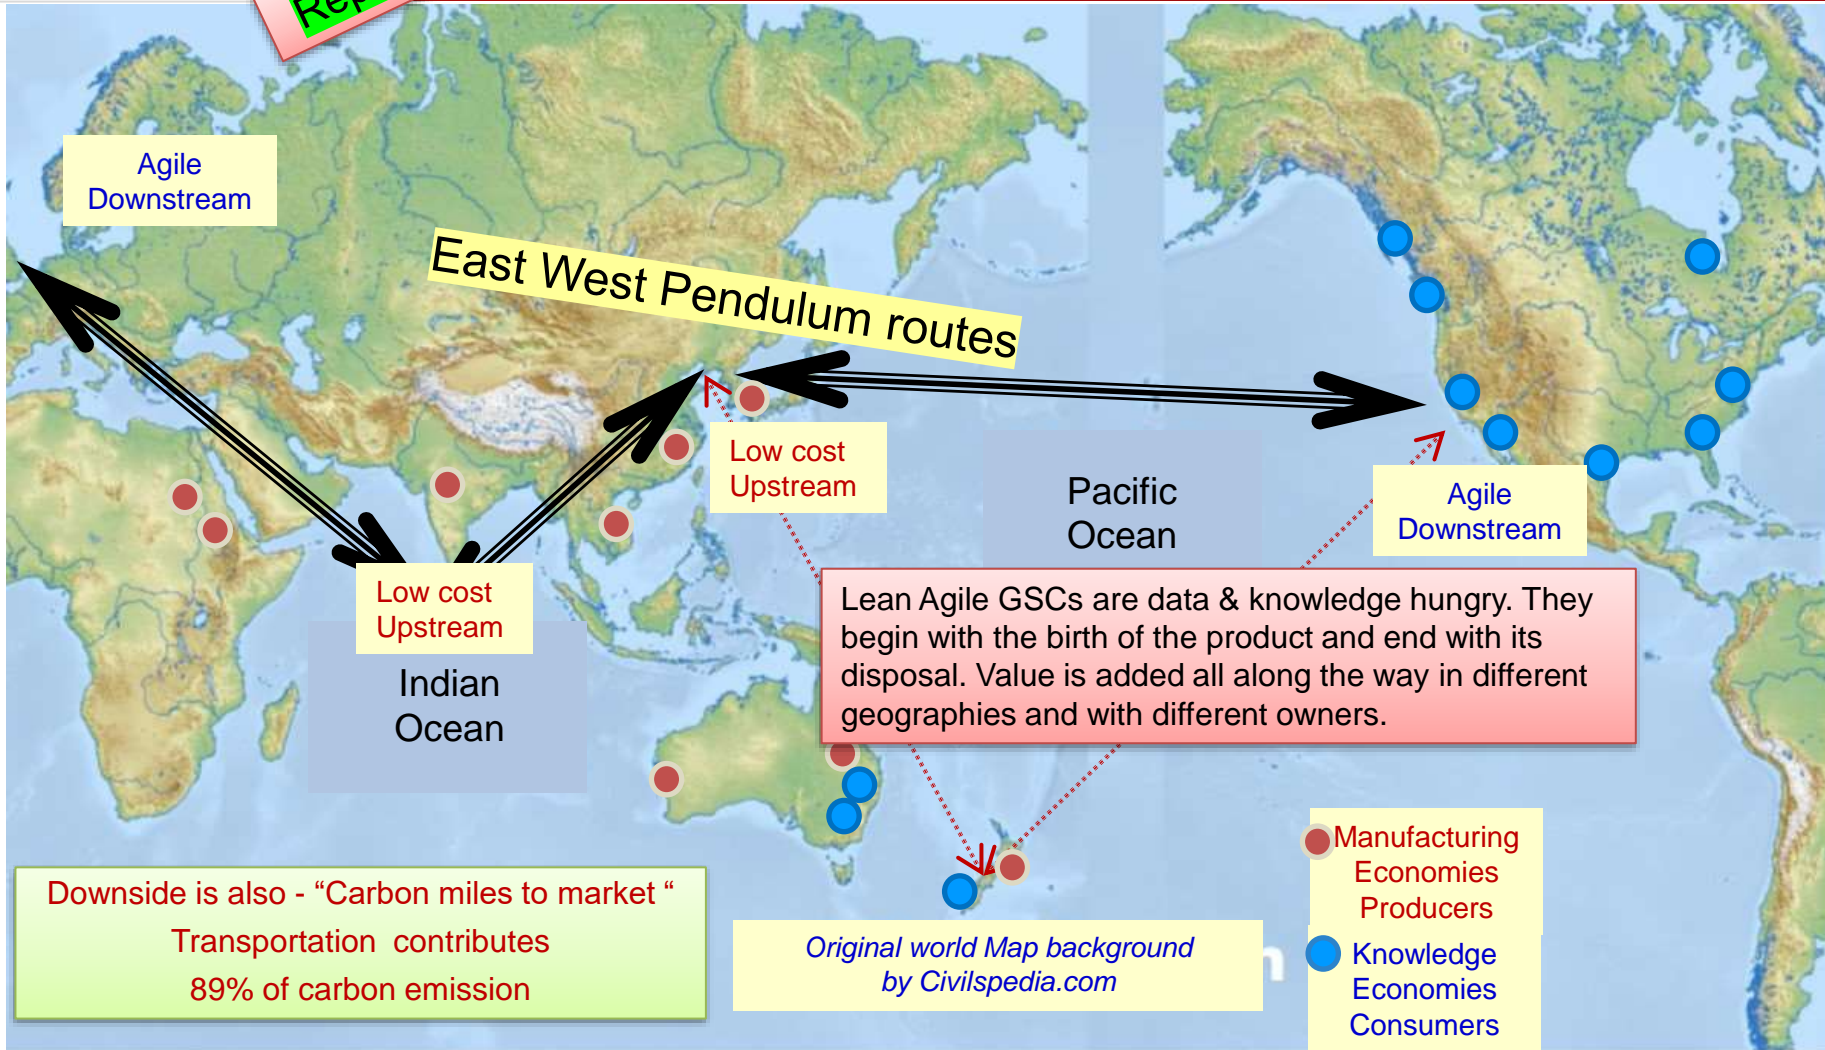 Agile
Downstream
East West Pendulum routes
Low cost
Upstream
Pacific
Ocean
Agile
Downstream
Low cost
Upstream
Indian
Ocean
Lean Agile GSCs are data & knowledge hungry. They
begin with the birth of the product and end with its
disposal. Value is added all along the way in different
geographies and with different owners.
Manufacturing
Economies
Producers
Knowledge
Economies
Consumers
Downside is also - “Carbon miles to market “
Transportation contributes
89% of carbon emission
Original world Map background
by Civilspedia.com